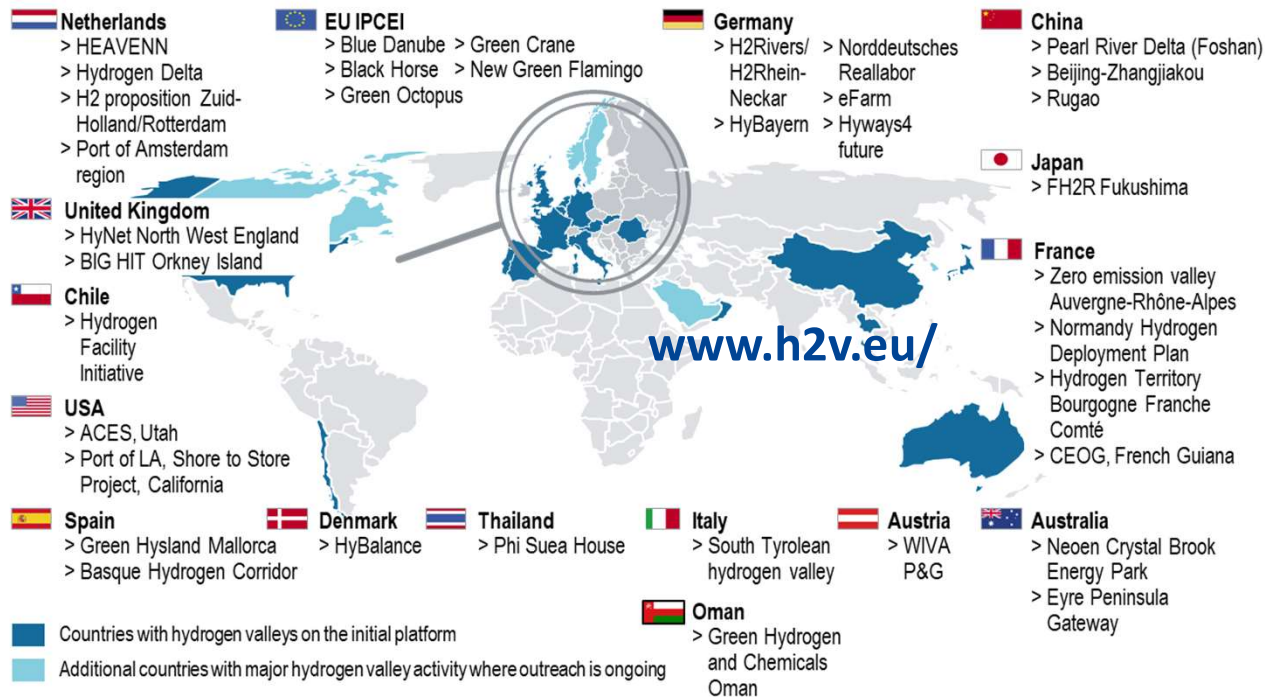 Netherlands
> HEAVENN
> Hydrogen Delta
> H2 proposition Zuid-
Holland/Rotterdam
> Port of Amsterdam
region
EU IPCEI
> Blue Danube > Green Crane
> Black Horse > New Green Flamingo
> Green Octopus
Germany
> H2Rivers/
H2Rhein-
Neckar
> HyBayern
> Norddeutsches
Reallabor
> eFarm
> Hyways4
future
China
> Pearl River Delta (Foshan)
> Beijing-Zhangjiakou
> Rugao
Japan
> FH2R Fukushima
United Kingdom
> HyNet North West England
> BIG HIT Orkney Island
France
> Zero emission valley
Auvergne-Rhône-Alpes
> Normandy Hydrogen
Deployment Plan
> Hydrogen Territory
Bourgogne Franche
Comté
> CEOG, French Guiana
Chile
> Hydrogen
Facility
Initiative
www.h2v.eu/
USA
> ACES, Utah
> Port of LA, Shore to Store
Project, California
Spain
> Green Hysland Mallorca
> Basque Hydrogen Corridor
Denmark
> HyBalance
Thailand
> Phi Suea House
Italy
> South Tyrolean
hydrogen valley
Austria
> WIVA
P&G
Australia
> Neoen Crystal Brook
Energy Park
> Eyre Peninsula
Gateway
Oman
> Green Hydrogen
and Chemicals
Oman
Countries with hydrogen valleys on the initial platform
Additional countries with major hydrogen valley activity where outreach is ongoing